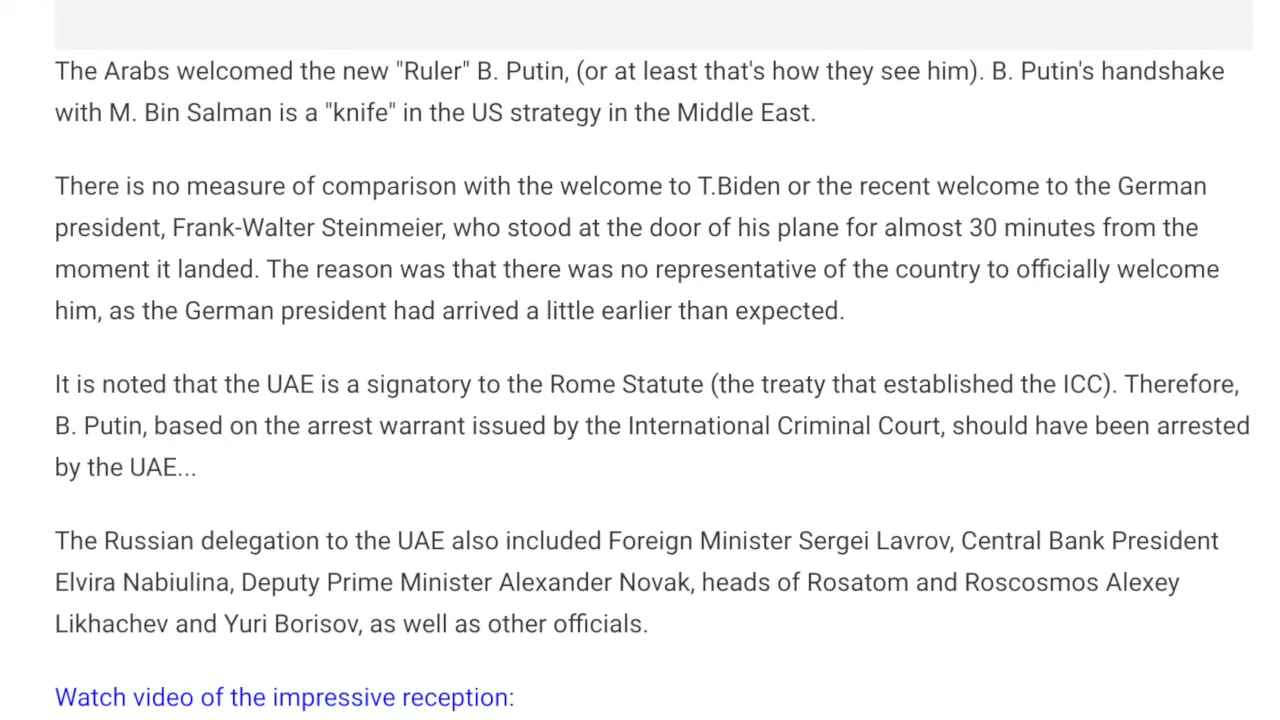 The Arabs welcomed the new "Ruler" B. Putin, (or at least that's how they see him). B. Putin's handshake
with M. Bin Salman is a "knife" in the US strategy in the Middle East.
There is no measure of comparison with the welcome to T.Biden or the recent welcome to the German
president, Frank-Walter Steinmeier, who stood at the door of his plane for almost 30 minutes from the
moment it landed. The reason was that there was no representative of the country to officially welcome
him, as the German president had arrived a little earlier than expected.
It is noted that the UAE is a signatory to the Rome Statute (the treaty that established the ICC). Therefore,
B. Putin, based on the arrest warrant issued by the International Criminal Court, should have been arrested
by the UAE...
The Russian delegation to the UAE also included Foreign Minister Sergei Lavrov, Central Bank President
Elvira Nabiulina, Deputy Prime Minister Alexander Novak, heads of Rosatom and Roscosmos Alexey
Likhachev and Yuri Borisov, as well as other officials.
Watch video of the impressive reception: